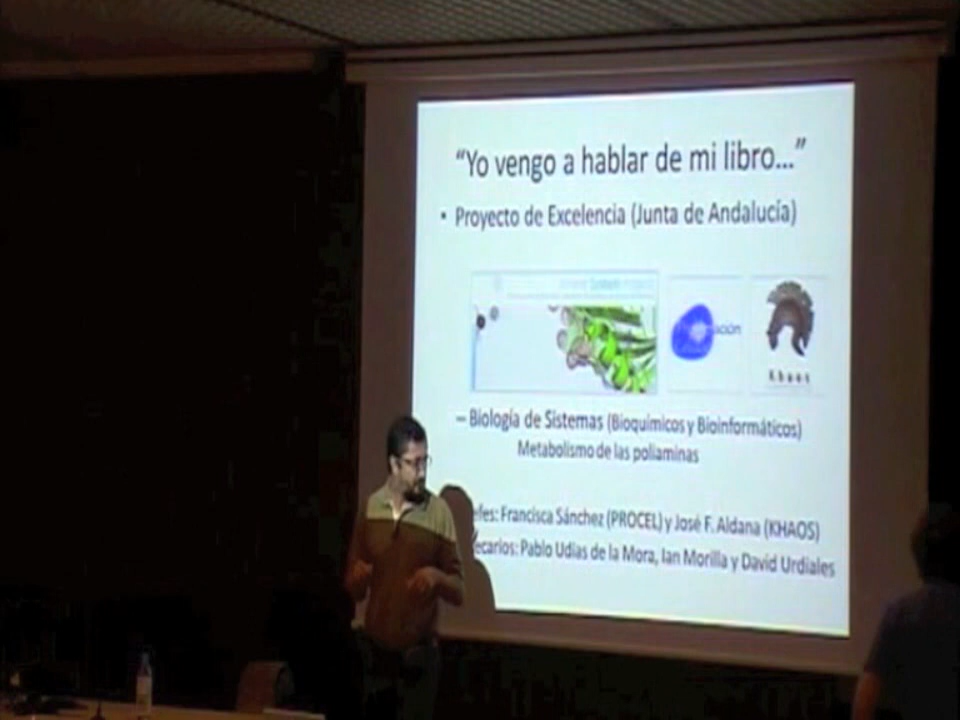 “Yo vengo a hablar de mi libro...”
• Proyecto de Excelencia (Junta de Andalucía)
Khaos
– Biología de Sistemas (Bioquímicos y Bioinformáticos)
Metabolismo de las poliaminas
efes: Francisca Sánchez (PROCEL) y José F. Aldana (KHAOS)
ecarios: Pablo Udias de la Mora, Ian Morilla y David Urdiales